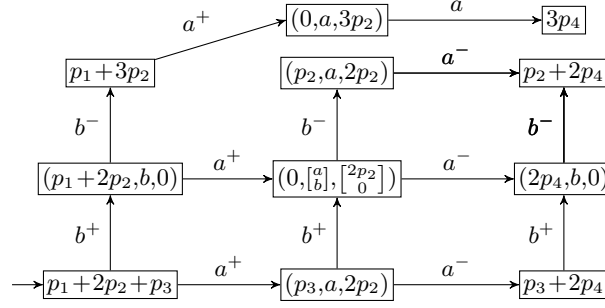 a⁺ (0,a,3p₂) a 3p₄
p₁+3p₂ (p₂,a,2p₂) a⁻ p₂+2p₄
b⁻ b⁻ b⁻
(p₁+2p₂,b,0) a⁺ (0,[a b],[2p₂ 0]) a⁻ (2p₄,b,0)
b⁺ b⁺ b⁺
p₁+2p₂+p₃ a⁺ (p₃,a,2p₂) a⁻ p₃+2p₄